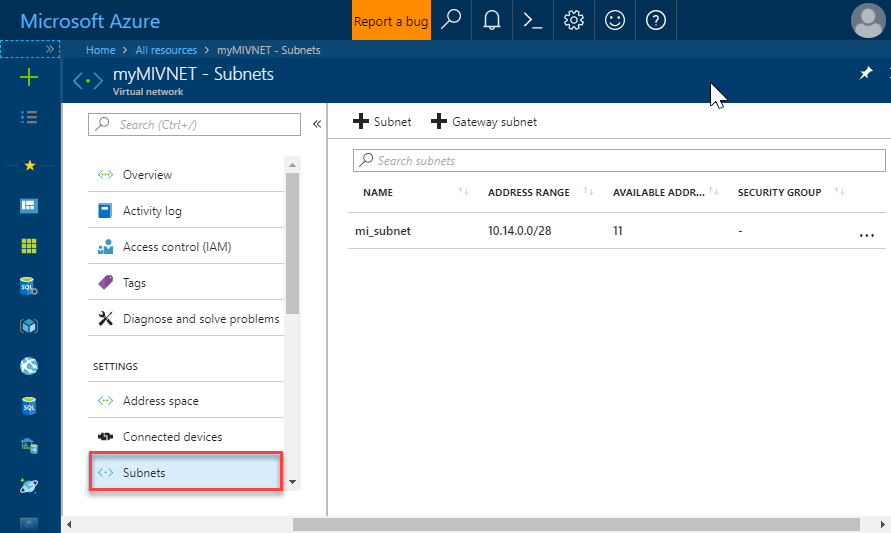 Microsoft Azure
Report a bug
Home > All resources > myMIVNET - Subnets
myMIVNET - Subnets
Virtual network
Search (Ctrl+/)
Overview
Activity log
Access control (IAM)
Tags
Diagnose and solve problems
SETTINGS
Address space
Connected devices
Subnets
Subnet
Gateway subnet
Search subnets
NAME ADDRESS RANGE AVAILABLE ADDR... SECURITY GROUP
mi_subnet 10.14.0.0/28 11 -
SQL
SQL